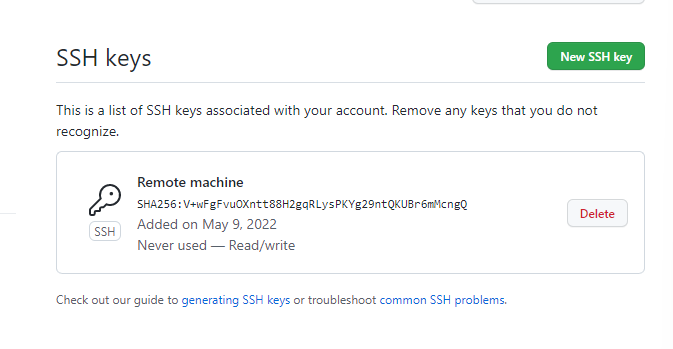 SSH keys
New SSH key
This is a list of SSH keys associated with your account. Remove any keys that you do not
recognize.
Remote machine
SHA256:V+wFgFvuOXntt88H2gqRLysPKYg29ntQKUBr6mMcngQ
Added on May 9, 2022
Never used — Read/write
SSH
Delete
Check out our guide to generating SSH keys or troubleshoot common SSH problems.